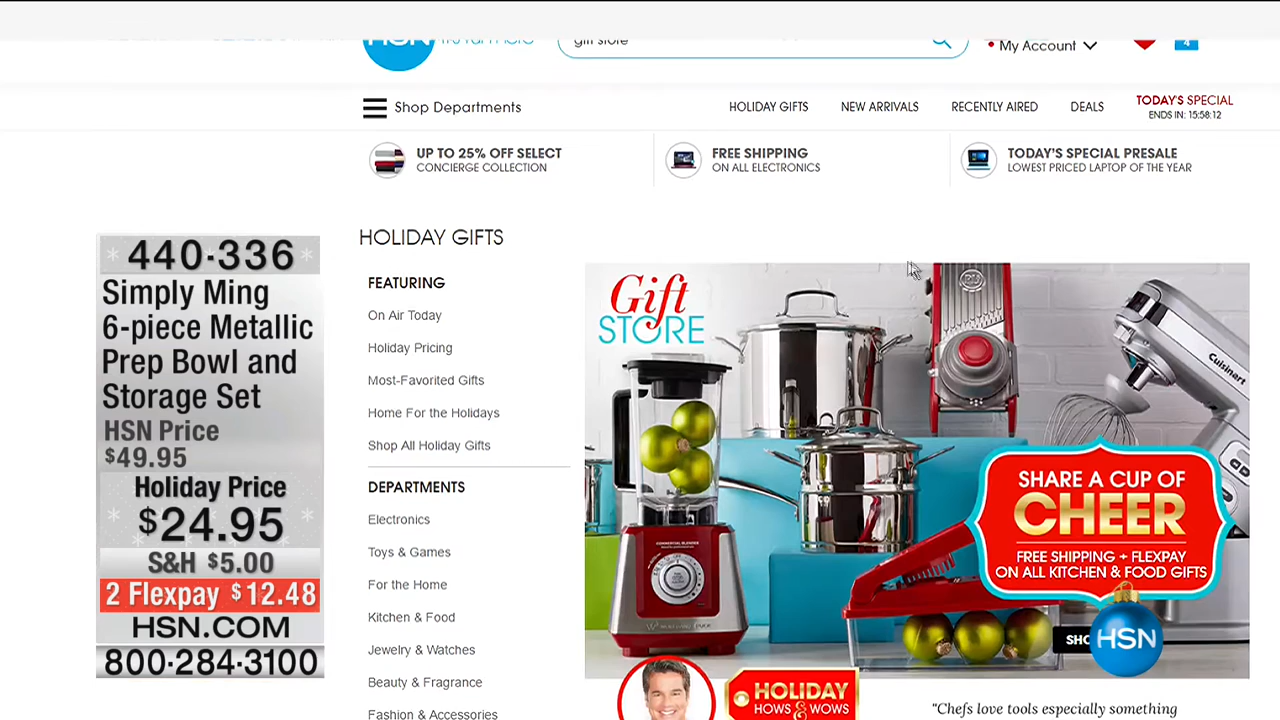 gift store
My Account
4
Shop Departments
HOLIDAY GIFTS
NEW ARRIVALS
RECENTLY AIRED
DEALS
TODAY'S SPECIAL
ENDS IN: 15:58:12
UP TO 25% OFF SELECT
CONCIERGE COLLECTION
FREE SHIPPING
ON ALL ELECTRONICS
TODAY'S SPECIAL PRESALE
LOWEST PRICED LAPTOP OF THE YEAR
440-336
Simply Ming
6-piece Metallic
Prep Bowl and
Storage Set
HSN Price
$49.95
Holiday Price
$24.95
S&H $5.00
2 Flexpay $12.48
HSN.COM
800-284-3100
HOLIDAY GIFTS
FEATURING
On Air Today
Holiday Pricing
Most-Favorited Gifts
Home For the Holidays
Shop All Holiday Gifts
DEPARTMENTS
Electronics
Toys & Games
For the Home
Kitchen & Food
Jewelry & Watches
Beauty & Fragrance
Fashion & Accessories
Gift
STORE
Cuisinart
SHARE A CUP OF
CHEER
FREE SHIPPING + FLEXPAY
ON ALL KITCHEN & FOOD GIFTS
HSN
HOLIDAY
HOWS & WOWS
"Chefs love tools especially something